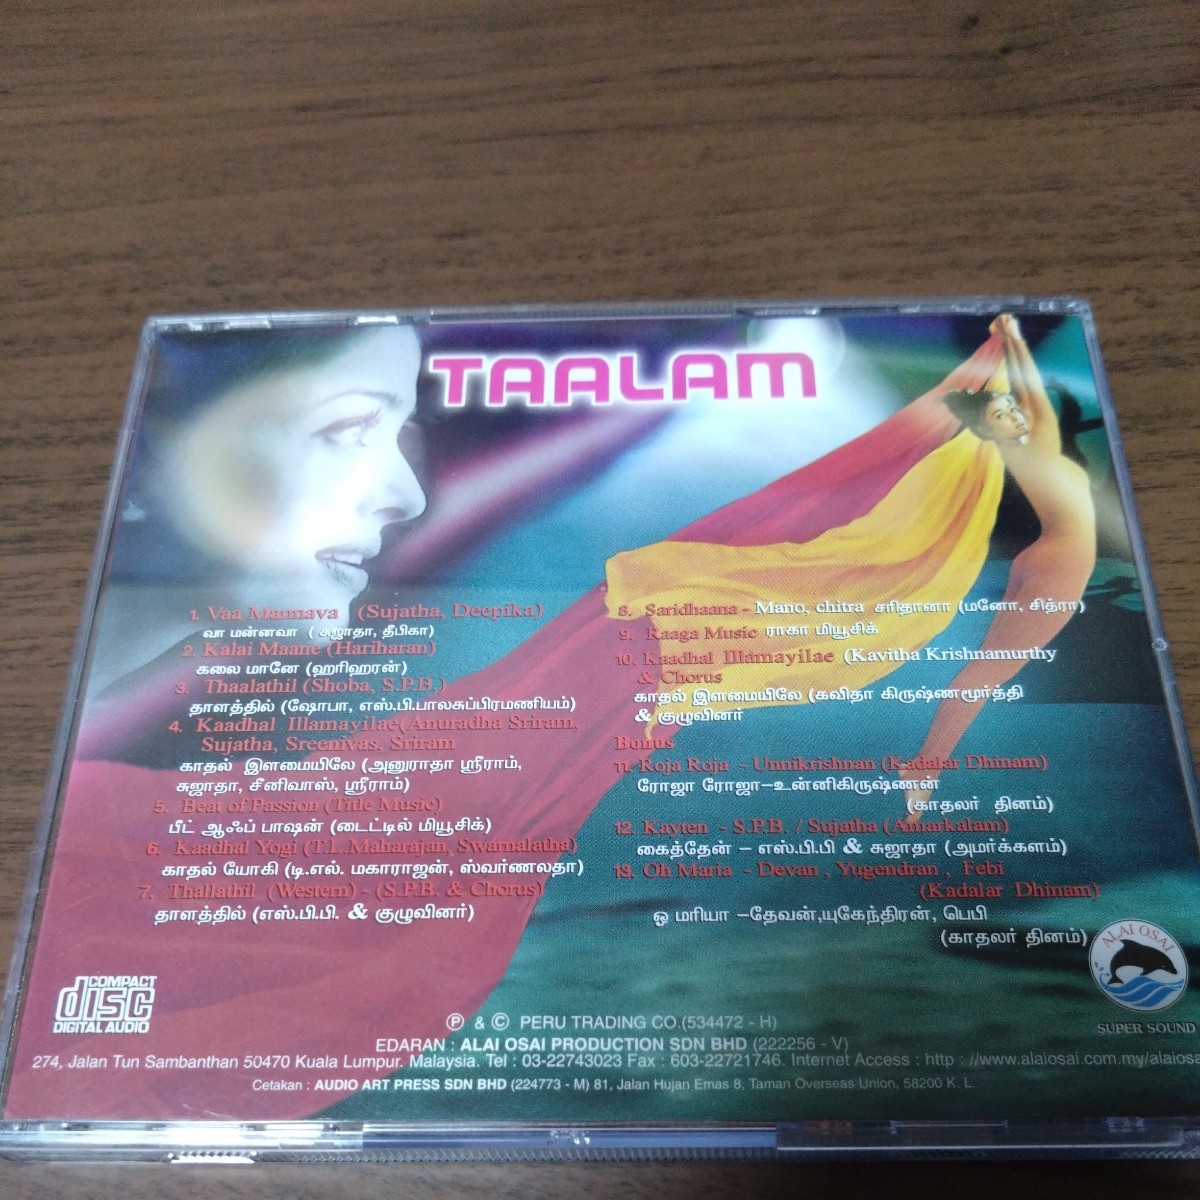 TAALAM
1. Vaa Mannava (Sujatha, Deepika)
வா மன்னவா ( சுஜாதா, தீபிகா)
2. Kalai Maane (Hariharan)
கலை மானே (ஹரிஹரன்)
3. Thaalathil (Shoba, S.P.B.)
தாளத்தில் (ஷோபா, எஸ்.பி.பாலசுப்பிரமணியம்)
4. Kaadhal Illamayilae(Anuradha Sriram,
Sujatha, Sreenivas, Sriram
காதல் இளமையிலே (அனுராதா ஸ்ரீராம்,
சுஜாதா, சீனிவாஸ், ஸ்ரீராம்)
5. Beat of Passion (Title Music)
பீட் ஆஃப் பாஷன் (டைட்டில் மியூசிக்)
6. Kaadhal Yogi (T.L.Maharajan, Swarnalatha)
காதல் யோகி (டி.எல். மகாராஜன், ஸ்வர்ணலதா)
7. Thallathil (Western) - (S.P.B. & Chorus)
தாளத்தில் (எஸ்.பி.பி. & குழுவினர்)
8. Saridhaana - Mano, chitra சரிதானா (மனோ, சித்ரா)
9. Raaga Music ராகா மியூசிக்
10. Kaadhal Illamayilae (Kavitha Krishnamurthy
& Chorus
காதல் இளமையிலே (கவிதா கிருஷ்ணமூர்த்தி
& குழுவினர்
Bonus
11. Roja Roja - Unnikrishnan (Kadalar Dhinam)
ரோஜா ரோஜா-உன்னிகிருஷ்ணன்
(காதலர் தினம்)
12. Kayten - S.P.B. / Sujatha (Amarkalam)
கைத்தேன் - எஸ்.பி.பி & சுஜாதா (அமர்க்களம்)
13. Oh Maria - Devan, Yugendran, Febi
(Kadalar Dhinam)
ஓ மரியா -தேவன்,யுகேந்திரன், பெபி
(காதலர் தினம்)
ALAI OSAI
SUPER SOUND
COMPACT
disc
DIGITAL AUDIO
℗ & © PERU TRADING CO.(534472 - H)
EDARAN : ALAI OSAI PRODUCTION SDN BHD (222256 - V)
274, Jalan Tun Sambanthan 50470 Kuala Lumpur. Malaysia. Tel : 03-22743023 Fax : 603-22721746. Internet Access : http : //www.alaiosai.com.my/alaiosa
Cetakan : AUDIO ART PRESS SDN BHD (224773 - M) 81, Jalan Hujan Emas 8, Taman Overseas Union, 58200 K. L.